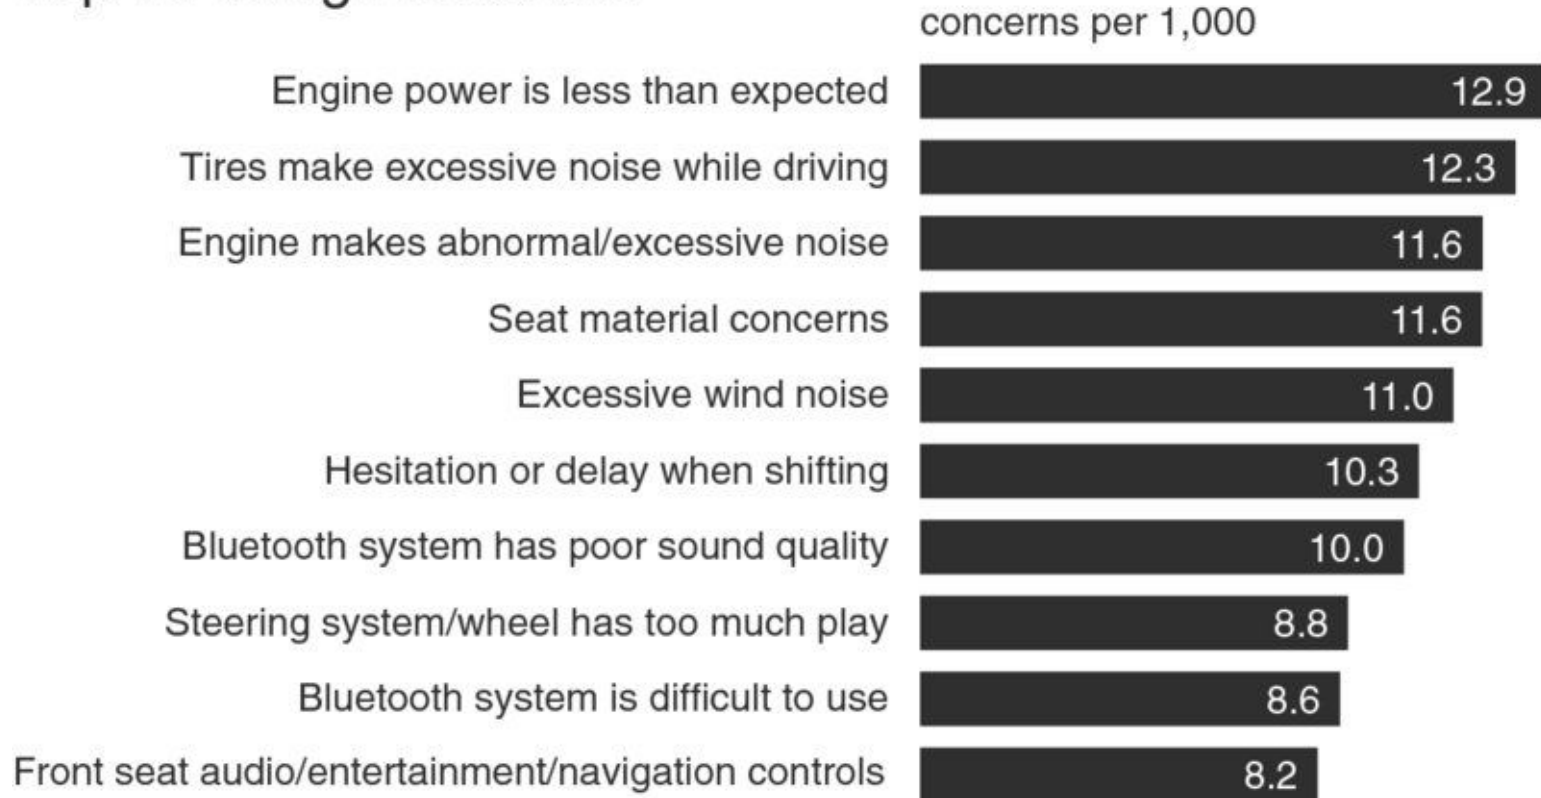 concerns per 1,000
Engine power is less than expected 12.9
Tires make excessive noise while driving 12.3
Engine makes abnormal/excessive noise 11.6
Seat material concerns 11.6
Excessive wind noise 11.0
Hesitation or delay when shifting 10.3
Bluetooth system has poor sound quality 10.0
Steering system/wheel has too much play 8.8
Bluetooth system is difficult to use 8.6
Front seat audio/entertainment/navigation controls 8.2